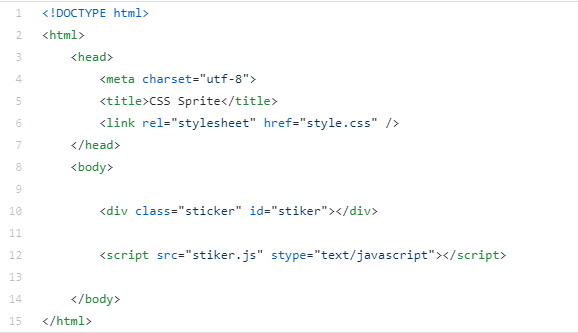 1 <!DOCTYPE html>
2 <html>
3 <head>
4 <meta charset="utf-8">
5 <title>CSS Sprite</title>
6 <link rel="stylesheet" href="style.css" />
7 </head>
8 <body>
9
10 <div class="sticker" id="stiker"></div>
11
12 <script src="stiker.js" stype="text/javascript"></script>
13
14 </body>
15 </html>